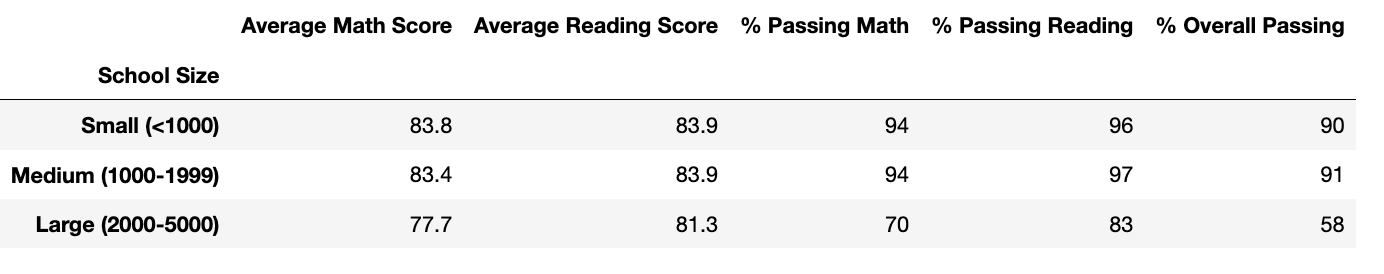 Average Math Score Average Reading Score % Passing Math % Passing Reading % Overall Passing
School Size
Small (<1000) 83.8 83.9 94 96 90
Medium (1000-1999) 83.4 83.9 94 97 91
Large (2000-5000) 77.7 81.3 70 83 58